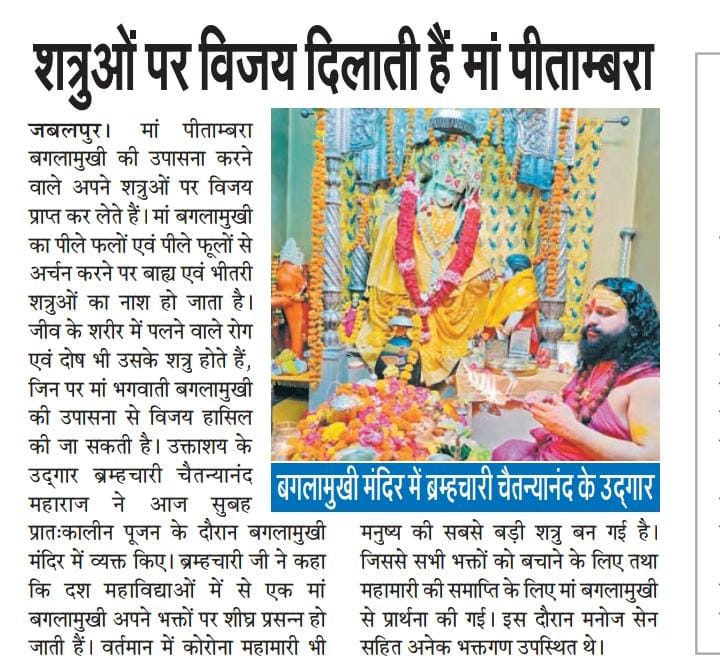 शत्रुओं पर विजय दिलाती हैं मां पीताम्बरा
जबलपुर। मां पीताम्बरा
बगलामुखी की उपासना करने
वाले अपने शत्रुओं पर विजय
प्राप्त कर लेते हैं। मां बगलामुखी
का पीले फलों एवं पीले फूलों से
अर्चन करने पर बाह्य एवं भीतरी
शत्रुओं का नाश हो जाता है।
जीव के शरीर में पलने वाले रोग
एवं दोष भी उसके शत्रु होते हैं,
जिन पर मां भगवाती बगलामुखी
की उपासना से विजय हासिल
की जा सकती है। उक्ताशय के
उद्गार ब्रम्हचारी चैतन्यानंद
महाराज ने आज सुबह
प्रातःकालीन पूजन के दौरान बगलामुखी
मंदिर में व्यक्त किए। ब्रम्हचारी जी ने कहा
कि दश महाविद्याओं में से एक मां
बगलामुखी अपने भक्तों पर शीघ्र प्रसन्न हो
जाती हैं। वर्तमान में कोरोना महामारी भी
बगलामुखी मंदिर में ब्रम्हचारी चैतन्यानंद के उद्गार
मनुष्य की सबसे बड़ी शत्रु बन गई है।
जिससे सभी भक्तों को बचाने के लिए तथा
महामारी की समाप्ति के लिए मां बगलामुखी
से प्रार्थना की गई। इस दौरान मनोज सेन
सहित अनेक भक्तगण उपस्थित थे।